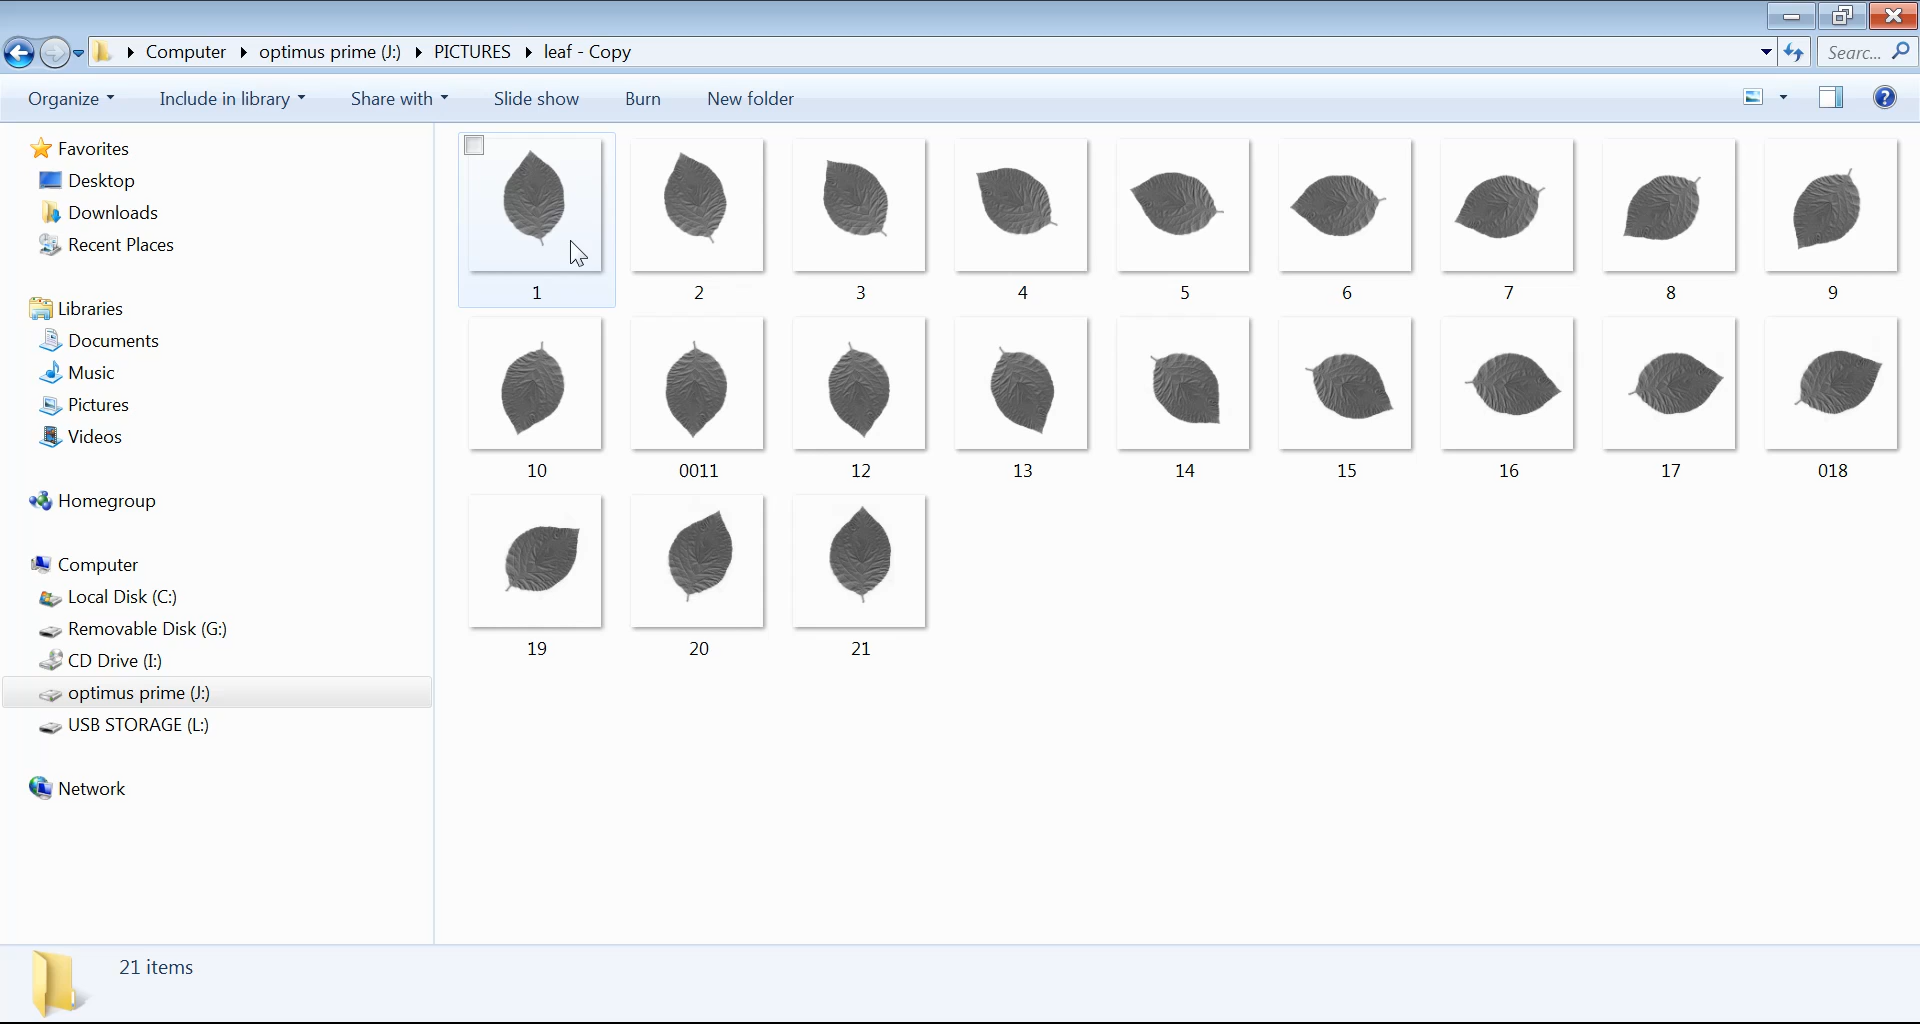 Computer optimus prime (J:) PICTURES leaf - Copy
Searc...
Organize Include in library Share with Slide show Burn New folder
Favorites
Desktop
Downloads
Recent Places
Libraries
Documents
Music
Pictures
Videos
Homegroup
Computer
Local Disk (C:)
Removable Disk (G:)
CD Drive (I:)
optimus prime (J:)
USB STORAGE (L:)
Network
1 2 3 4 5 6 7 8 9
10 0011 12 13 14 15 16 17 018
19 20 21
21 items